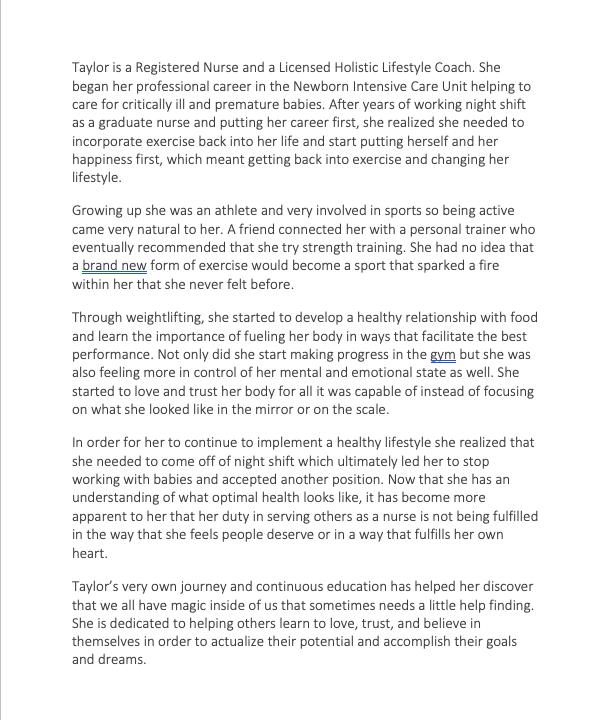 Taylor is a Registered Nurse and a Licensed Holistic Lifestyle Coach. She
began her professional career in the Newborn Intensive Care Unit helping to
care for critically ill and premature babies. After years of working night shift
as a graduate nurse and putting her career first, she realized she needed to
incorporate exercise back into her life and start putting herself and her
happiness first, which meant getting back into exercise and changing her
lifestyle.
Growing up she was an athlete and very involved in sports so being active
came very natural to her. A friend connected her with a personal trainer who
eventually recommended that she try strength training. She had no idea that
a brand new form of exercise would become a sport that sparked a fire
within her that she never felt before.
Through weightlifting, she started to develop a healthy relationship with food
and learn the importance of fueling her body in ways that facilitate the best
performance. Not only did she start making progress in the gym but she was
also feeling more in control of her mental and emotional state as well. She
started to love and trust her body for all it was capable of instead of focusing
on what she looked like in the mirror or on the scale.
In order for her to continue to implement a healthy lifestyle she realized that
she needed to come off of night shift which ultimately led her to stop
working with babies and accepted another position. Now that she has an
understanding of what optimal health looks like, it has become more
apparent to her that her duty in serving others as a nurse is not being fulfilled
in the way that she feels people deserve or in a way that fulfills her own
heart.
Taylor’s very own journey and continuous education has helped her discover
that we all have magic inside of us that sometimes needs a little help finding.
She is dedicated to helping others learn to love, trust, and believe in
themselves in order to actualize their potential and accomplish their goals
and dreams.